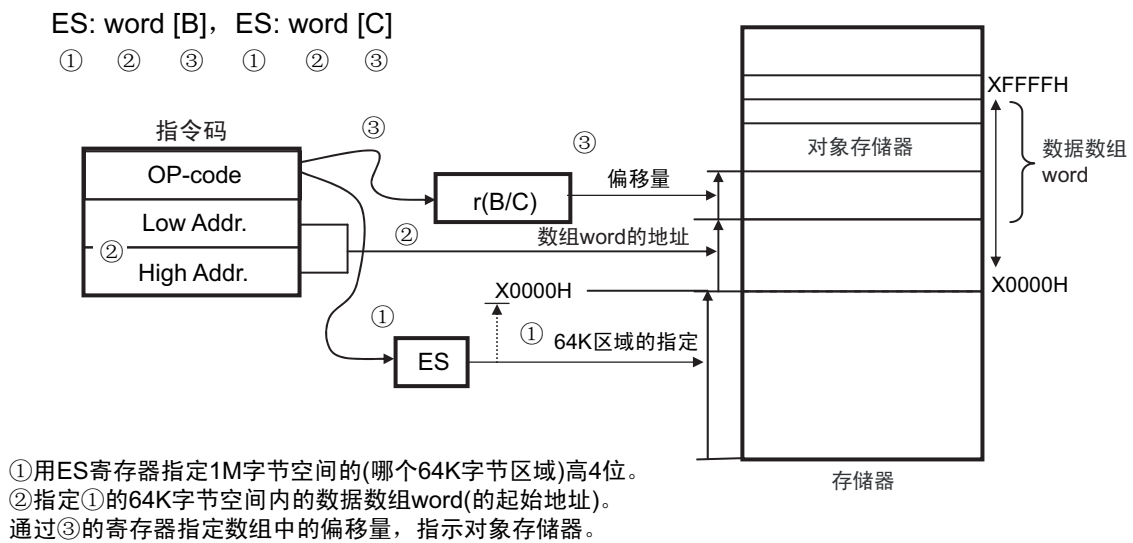 ES: word [B]，ES: word [C]
① ② ③ ① ② ③
指令码
OP-code
Low Addr.
②
High Addr.
③
r(B/C)
③
偏移量
②
数组word的地址
①
ES
X0000H
①
64K区域的指定
XFFFFH
对象存储器
数据数组
word
X0000H
存储器
①用ES寄存器指定1M字节空间的(哪个64K字节区域)高4位。
②指定①的64K字节空间内的数据数组word(的起始地址)。
通过③的寄存器指定数组中的偏移量，指示对象存储器。